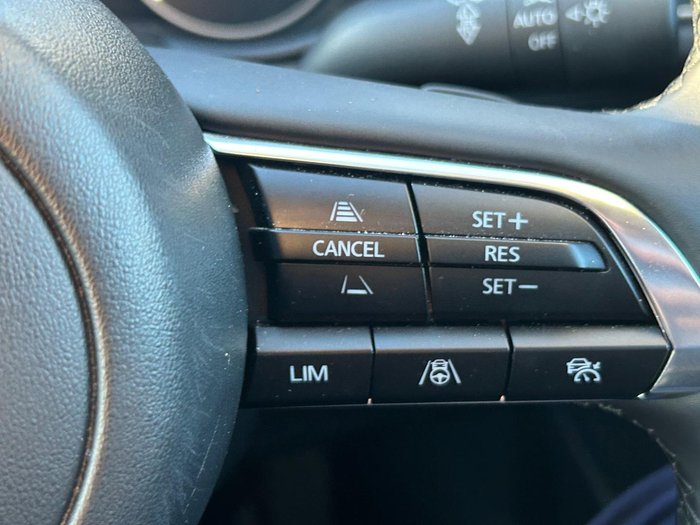 AUTO
OFF
SET+
CANCEL
RES
SET-
LIM